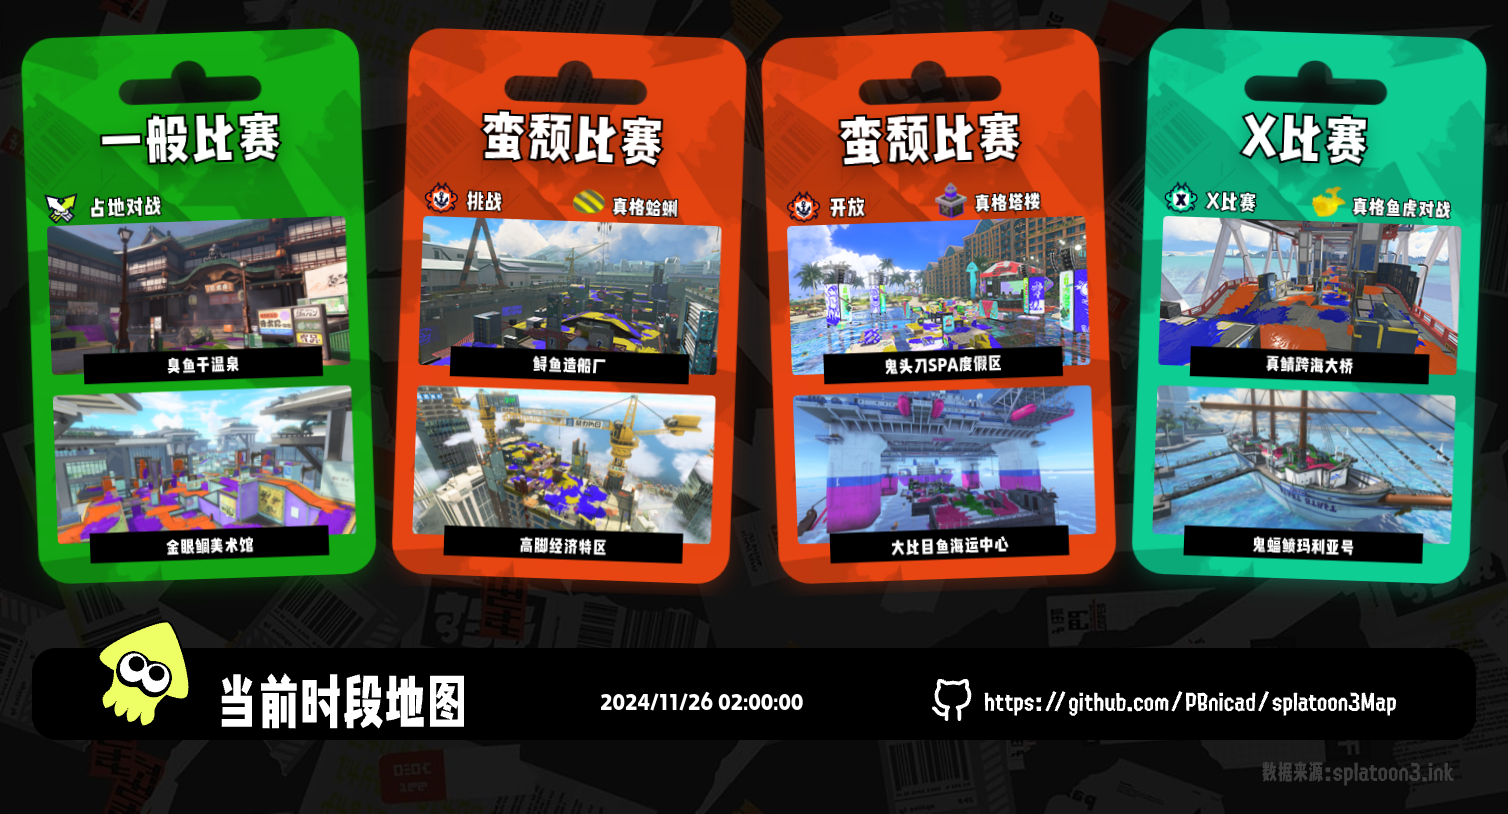 一般比赛
占地对战
臭鱼干温泉
金眼鲷美术馆
蛮颓比赛
挑战
真格蛤蜊
鲟鱼造船厂
高脚经济特区
蛮颓比赛
开放
真格塔楼
鬼头刀SPA度假区
大比目鱼海运中心
X比赛
X比赛
真格鱼虎对战
真鲭跨海大桥
鬼蝠鲼玛利亚号
当前时段地图
2024/11/26 02:00:00
https://github.com/PBnicad/splatoon3Map
数据来源:splatoon3.ink